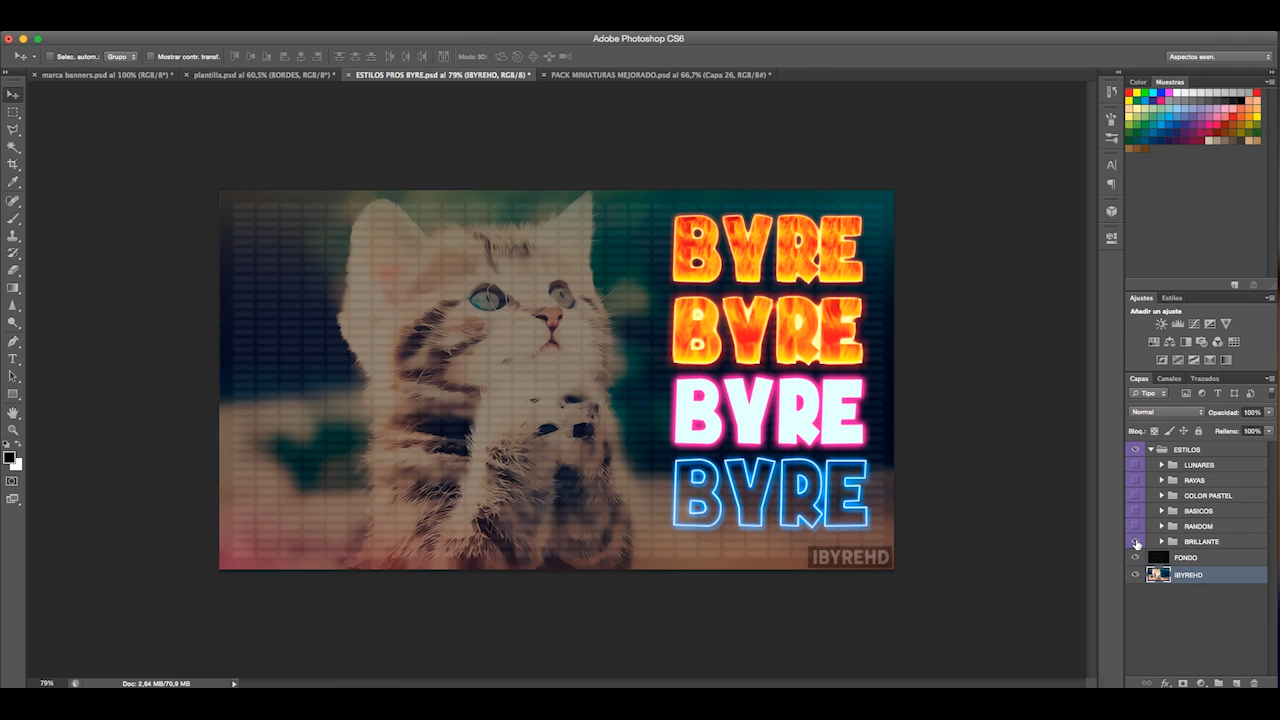 Adobe Photoshop CS6
Selec. autom.: Grupo Mostrar contr. transf. Modo 3D: Aspectos esen.
marca banners.psd al 100% (RGB/8*) * plantilla.psd al 60,5% (BORDES, RGB/8*) * ESTILOS PROS BYRE.psd al 79% (IBYREHD, RGB/8) * PACK MINIATURAS MEJORADO.psd al 66,7% (Capa 26, RGB/8#) *
Color Muestras
BYRE
BYRE
BYRE
BYRE
IBYREHD
Ajustes Estilos
Añadir un ajuste
Capas Canales Trazados
Tipo
Normal Opacidad: 100%
Bloq.: Relleno: 100%
ESTILOS
LUNARES
RAYAS
COLOR PASTEL
BASICOS
RANDOM
BRILLANTE
FONDO
IBYREHD
79% Doc: 2,64 MB/70,9 MB